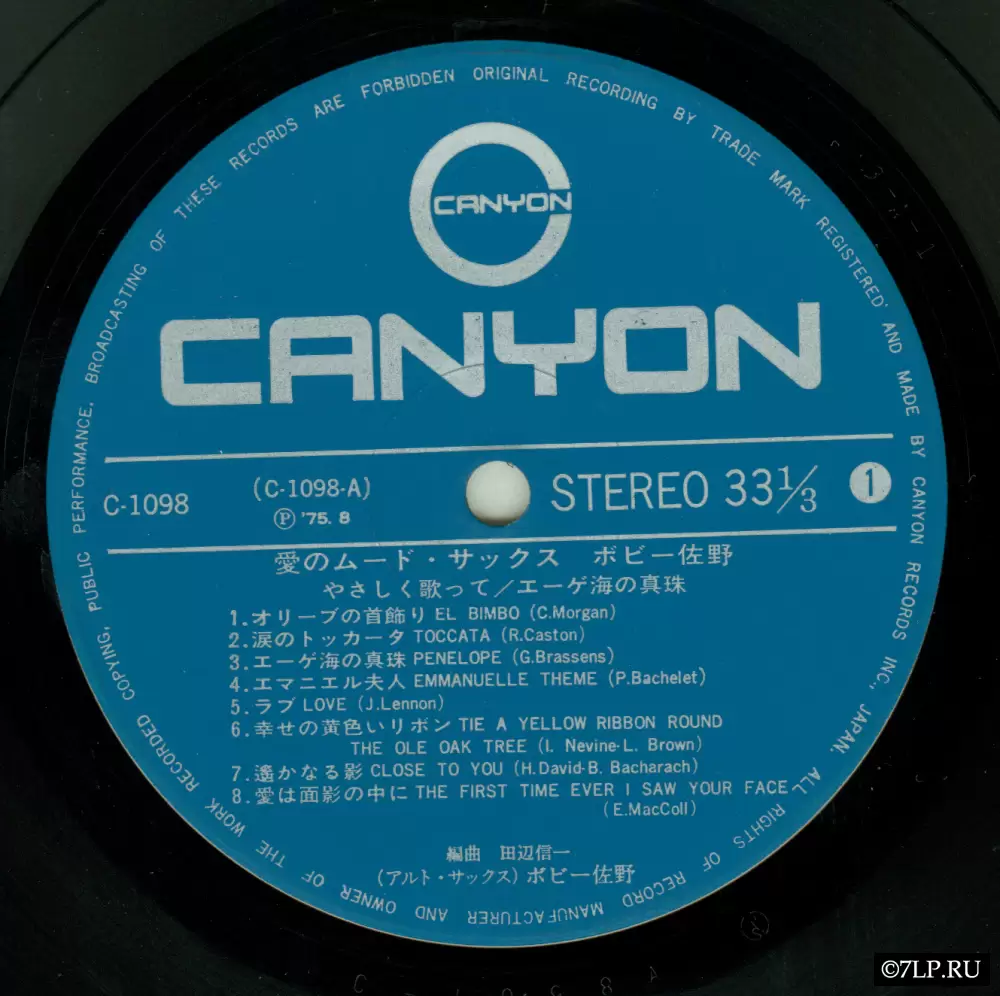 THESE RECORDS ARE FORBIDDEN ORIGINAL RECORDING BY TRADE MARK REGISTERED AND MADE BY CANYON RECORDS INC., JAPAN. ALL RIGHTS OF RECORD MANUFACTURER AND OWNER OF THE WORK RECORDED COPYING, PUBLIC PERFORMANCE, BROADCASTING OF
CANYON
CANYON
C-1098
(C-1098-A)
Ⓟ '75. 8
STEREO 33⅓
1
愛のムード・サックス ボビー佐野
やさしく歌って/エーゲ海の真珠
1.オリーブの首飾り EL BIMBO (C.Morgan)
2.涙のトッカータ TOCCATA (R.Caston)
3.エーゲ海の真珠 PENELOPE (G.Brassens)
4.エマニエル夫人 EMMANUELLE THEME (P.Bachelet)
5.ラブ LOVE (J.Lennon)
6.幸せの黄色いリボン TIE A YELLOW RIBBON ROUND
THE OLE OAK TREE (I. Nevine-L. Brown)
7.遙かなる影 CLOSE TO YOU (H.David-B. Bacharach)
8.愛は面影の中に THE FIRST TIME EVER I SAW YOUR FACE
(E.MacColl)
編曲 田辺信一
(アルト・サックス) ボビー佐野
©7LP.RU